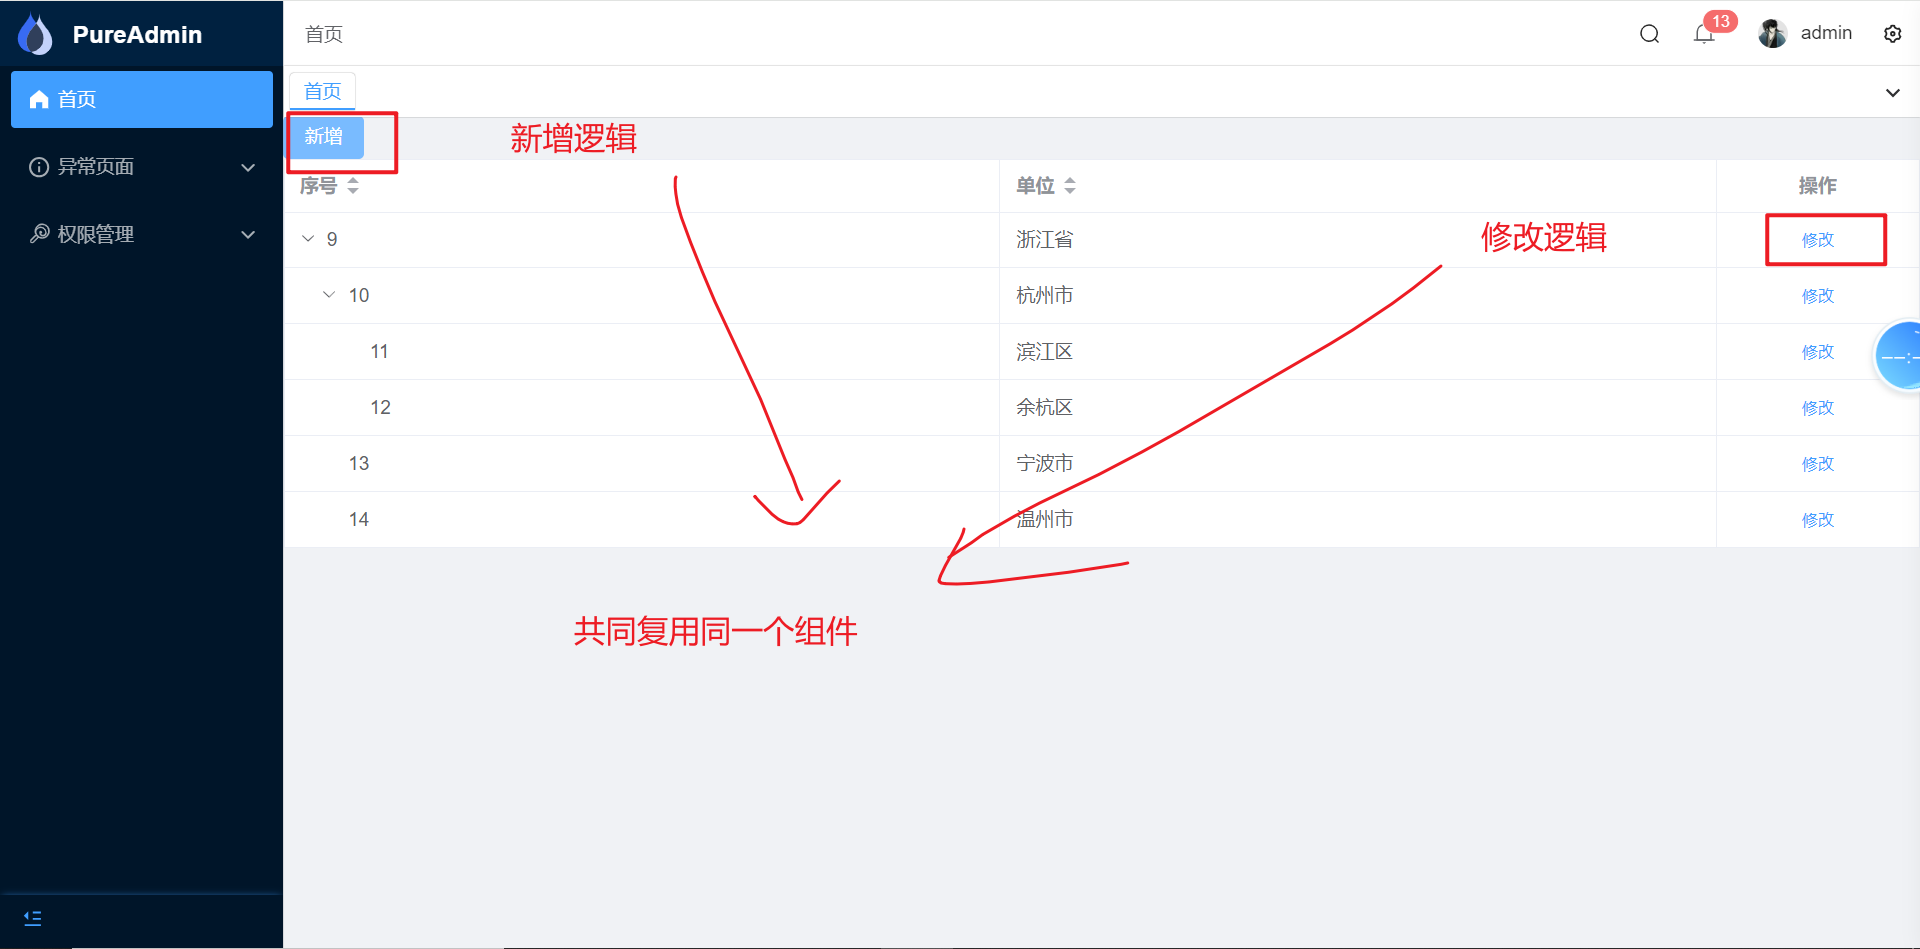 PureAdmin
首页
13
admin
首页
异常页面
权限管理
首页
新增
新增逻辑
序号
单位
操作
9
浙江省
修改逻辑
修改
10
杭州市
修改
11
滨江区
修改
12
余杭区
修改
13
宁波市
修改
14
温州市
修改
共同复用同一个组件